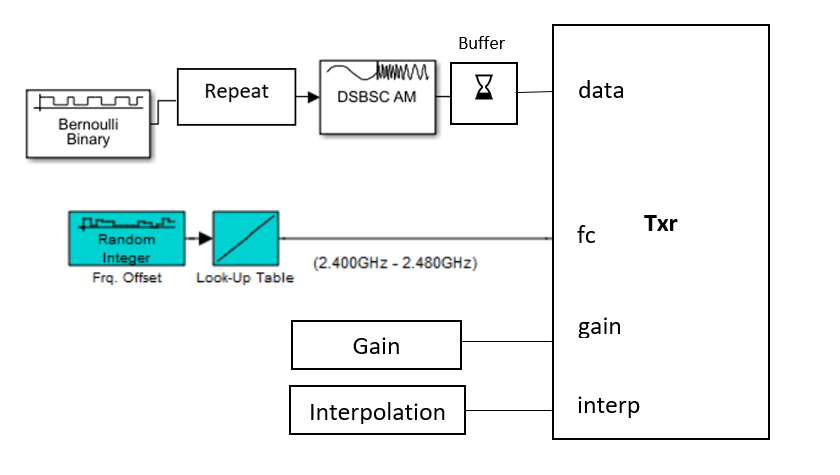 Buffer
Bernoulli
Binary
Repeat
DSBSC AM
data
Random
Integer
Frq. Offset
Look-Up Table
(2.400GHz - 2.480GHz)
fc
Txr
Gain
gain
Interpolation
interp